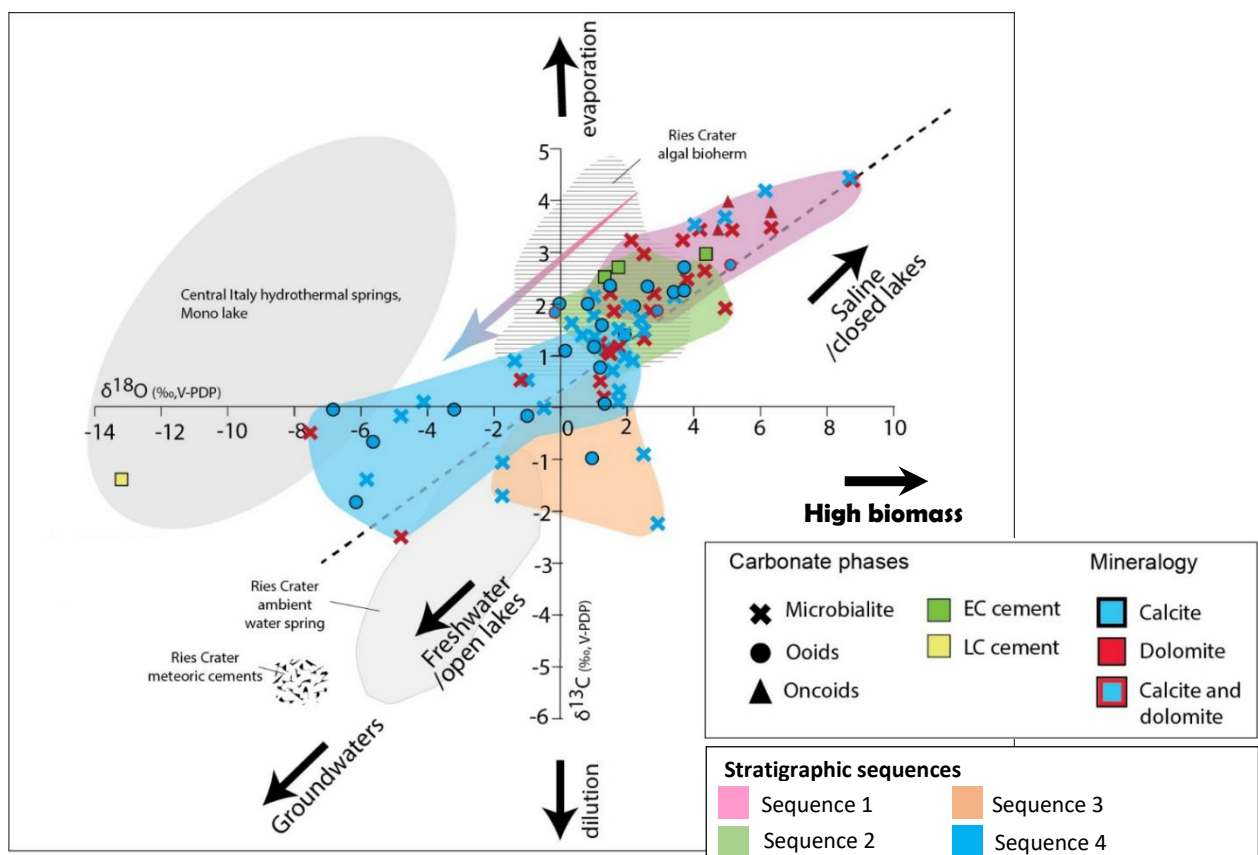 evaporation
5
4
3
2
1
Ries Crater
algal bioherm
Central Italy hydrothermal springs,
Mono lake
Saline
/closed lakes
δ18O (‰,V-PDP)
-14 -12 -10 -8 -6 -4 -2 0 2 4 6 8 10
-1
-2
-3
-4
-5
-6
High biomass
Ries Crater
ambient
water spring
Freshwater
/open lakes
Ries Crater
meteoric cements
δ13C (‰, V-PDP)
Groundwaters
dilution
Carbonate phases
Microbialite
Ooids
Oncoids
EC cement
LC cement
Mineralogy
Calcite
Dolomite
Calcite and
dolomite
Stratigraphic sequences
Sequence 1
Sequence 2
Sequence 3
Sequence 4